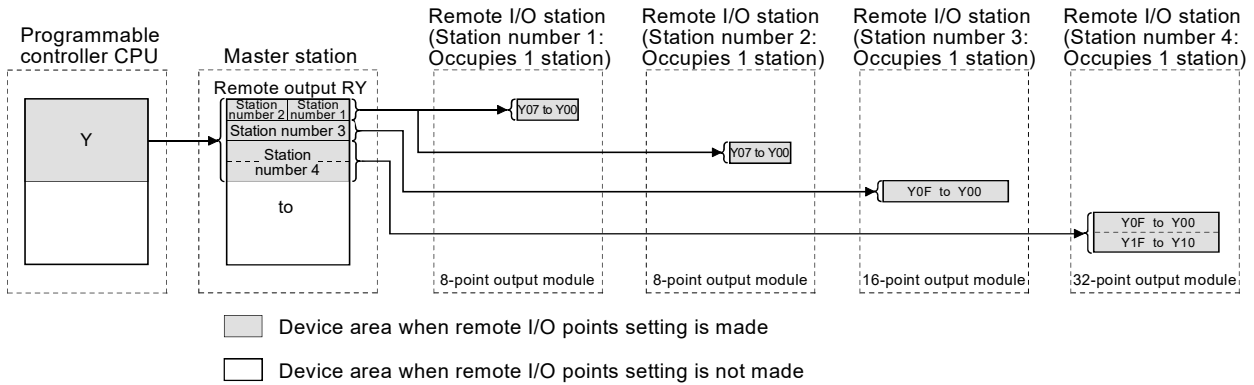 Programmable
controller CPU
Y
Master station
Remote output RY
Station
number 2
Station
number 1
Station number 3
Station
number 4
to
Remote I/O station
(Station number 1:
Occupies 1 station)
Y07 to Y00
8-point output module
Remote I/O station
(Station number 2:
Occupies 1 station)
Y07 to Y00
8-point output module
Remote I/O station
(Station number 3:
Occupies 1 station)
Y0F to Y00
16-point output module
Remote I/O station
(Station number 4:
Occupies 1 station)
Y0F to Y00
Y1F to Y10
32-point output module
Device area when remote I/O points setting is made
Device area when remote I/O points setting is not made